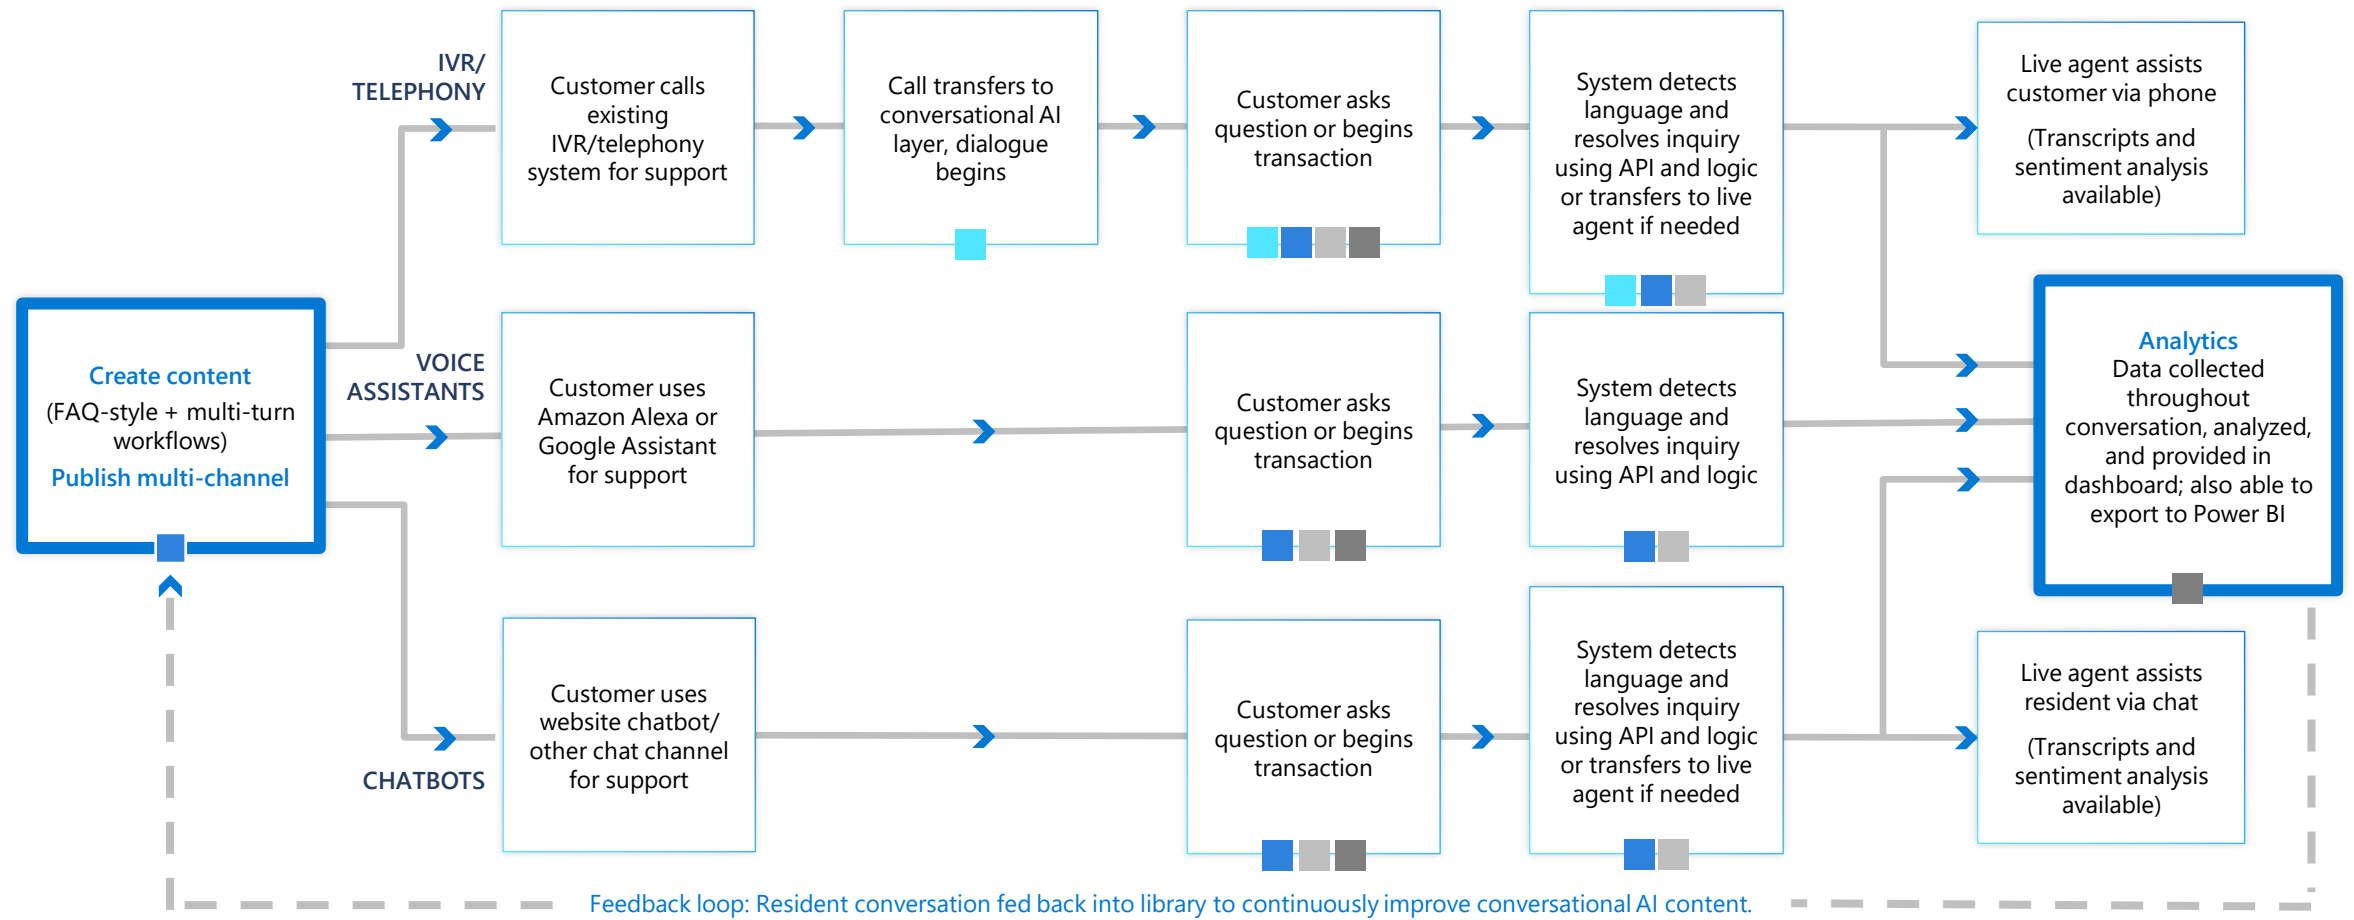 IVR/
TELEPHONY
Customer calls
existing
IVR/telephony
system for support
Call transfers to
conversational AI
layer, dialogue
begins
Customer asks
question or begins
transaction
System detects
language and
resolves inquiry
using API and logic
or transfers to live
agent if needed
Live agent assists
customer via phone
(Transcripts and
sentiment analysis
available)
Create content
(FAQ-style + multi-turn
workflows)
Publish multi-channel
VOICE
ASSISTANTS
Customer uses
Amazon Alexa or
Google Assistant
for support
Customer asks
question or begins
transaction
System detects
language and
resolves inquiry
using API and logic
Analytics
Data collected
throughout
conversation, analyzed,
and provided in
dashboard; also able to
export to Power BI
CHATBOTS
Customer uses
website chatbot/
other chat channel
for support
Customer asks
question or begins
transaction
System detects
language and
resolves inquiry
using API and logic
or transfers to live
agent if needed
Live agent assists
resident via chat
(Transcripts and
sentiment analysis
available)
Feedback loop: Resident conversation fed back into library to continuously improve conversational AI content.